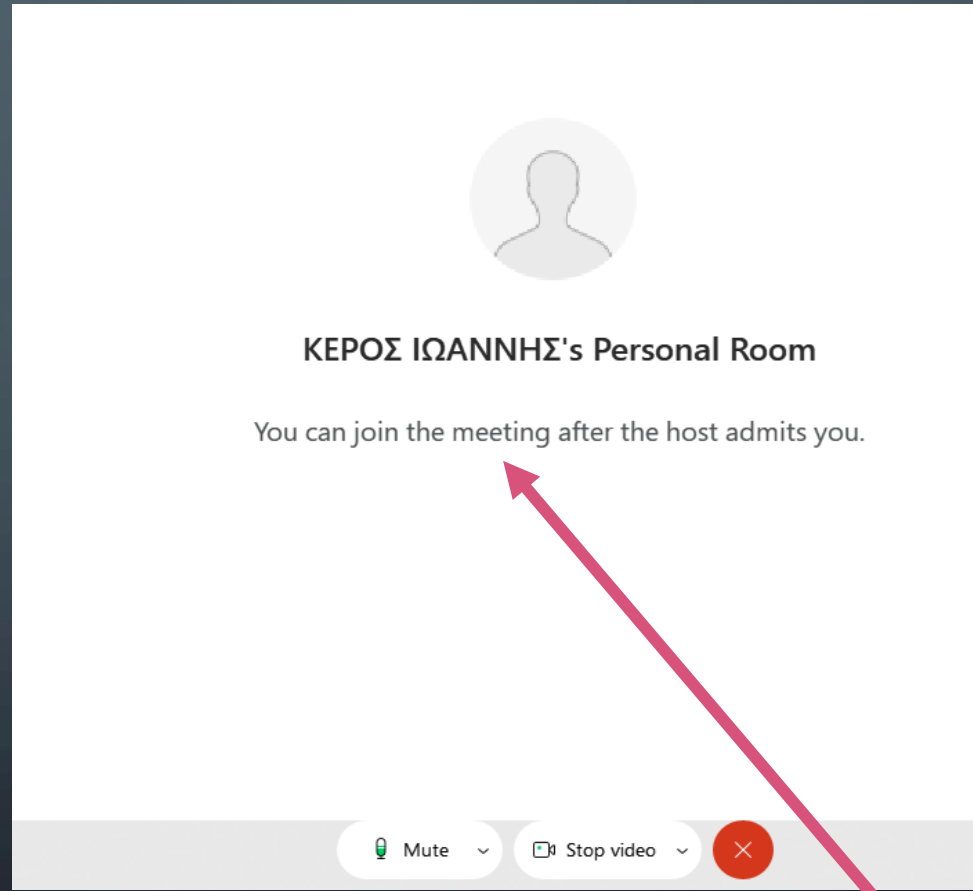 ΚΕΡΟΣ ΙΩΑΝΝΗΣ's Personal Room
You can join the meeting after the host admits you.
Mute Stop video